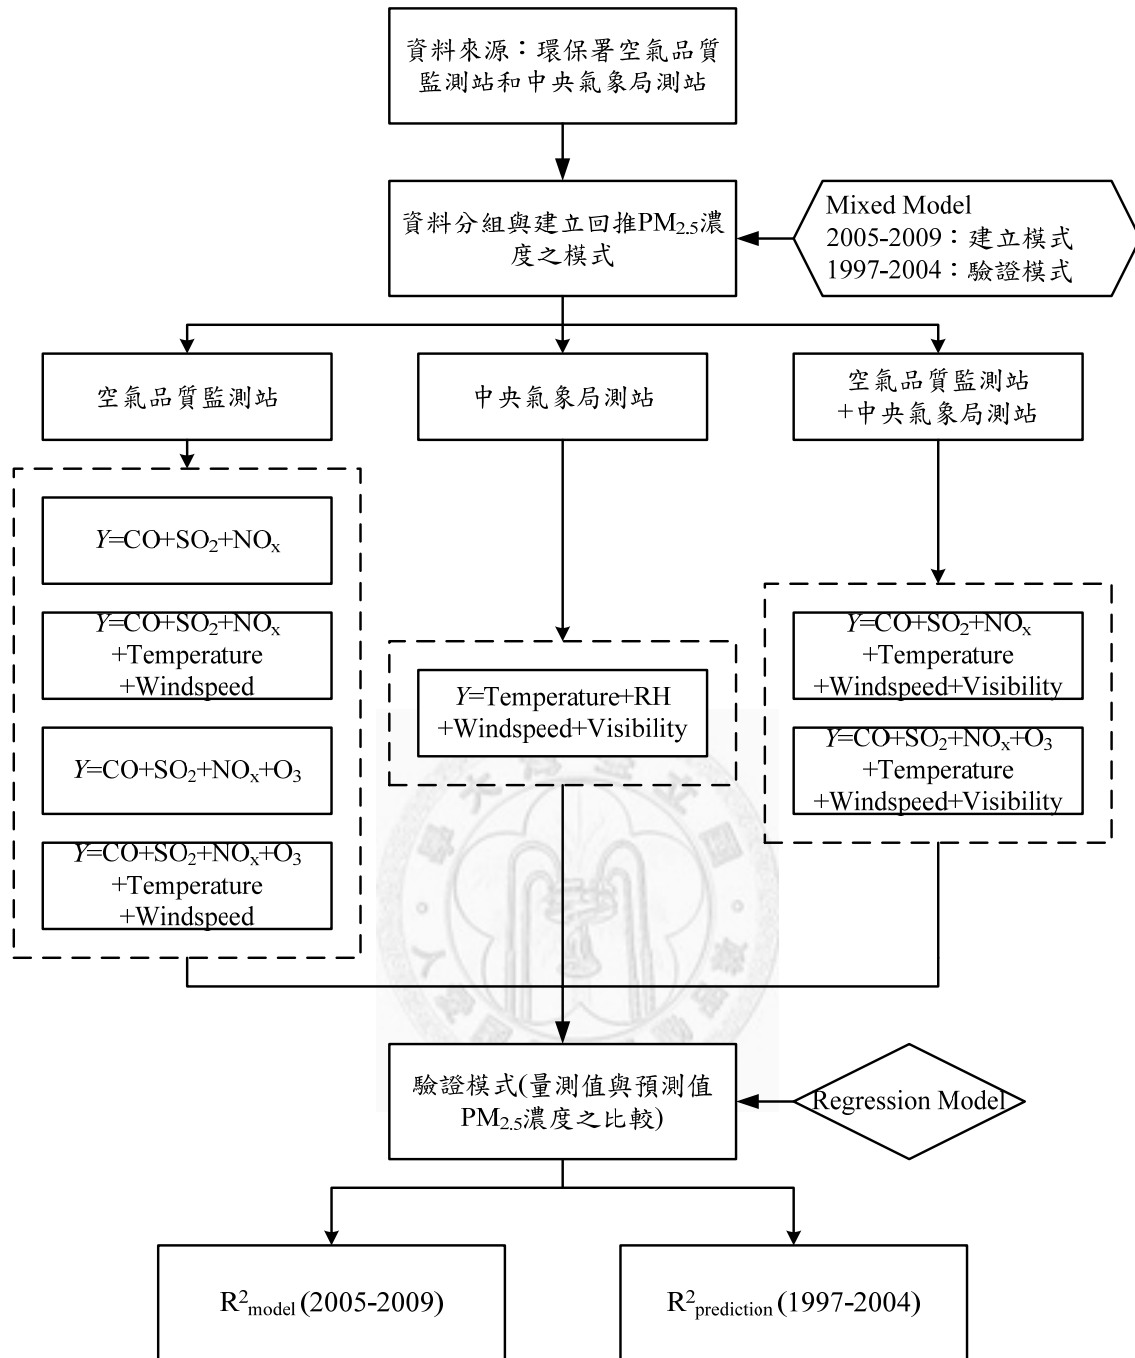 資料來源：環保署空氣品質
監測站和中央氣象局測站
資料分組與建立回推PM2.5濃
度之模式
Mixed Model
2005-2009：建立模式
1997-2004：驗證模式
空氣品質監測站
中央氣象局測站
空氣品質監測站
+中央氣象局測站
Y=CO+SO2+NOx
Y=CO+SO2+NOx
+Temperature
+Windspeed
Y=CO+SO2+NOx+O3
Y=CO+SO2+NOx+O3
+Temperature
+Windspeed
Y=Temperature+RH
+Windspeed+Visibility
Y=CO+SO2+NOx
+Temperature
+Windspeed+Visibility
Y=CO+SO2+NOx+O3
+Temperature
+Windspeed+Visibility
驗證模式(量測值與預測值
PM2.5濃度之比較)
Regression Model
R²model (2005-2009)
R²prediction (1997-2004)